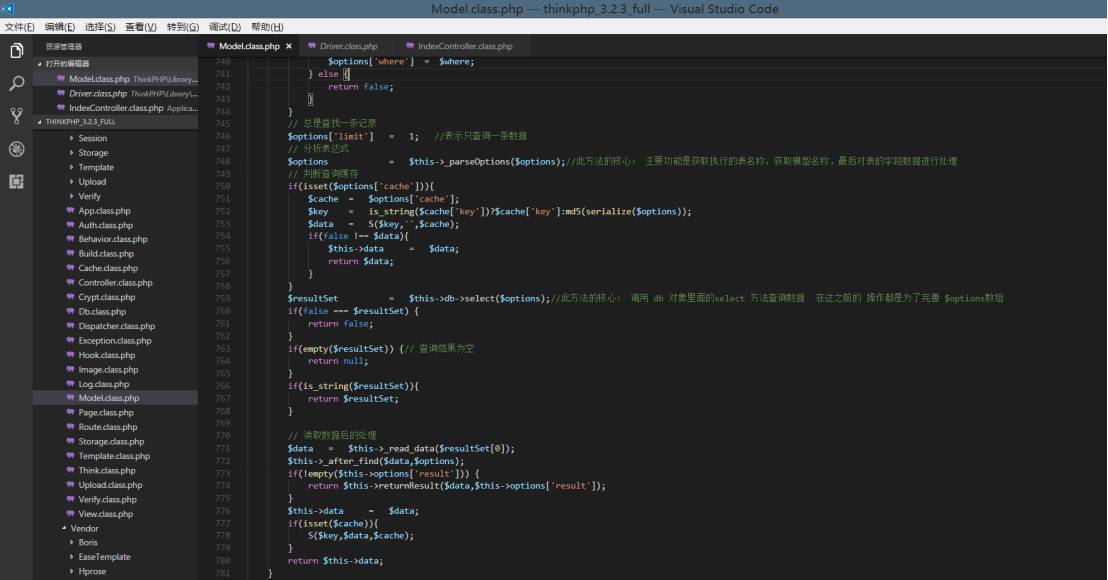 Model.class.php — thinkphp_3.2.3_full — Visual Studio Code
文件(F) 编辑(E) 选择(S) 查看(V) 转到(G) 调试(D) 帮助(H)
资源管理器
打开的编辑器
Model.class.php ThinkPHP\Library...
Driver.class.php ThinkPHP\Library\...
IndexController.class.php Applica...
THINKPHP_3.2.3_FULL
Session
Storage
Template
Upload
Verify
App.class.php
Auth.class.php
Behavior.class.php
Build.class.php
Cache.class.php
Controller.class.php
Crypt.class.php
Db.class.php
Dispatcher.class.php
Exception.class.php
Hook.class.php
Image.class.php
Log.class.php
Model.class.php
Page.class.php
Route.class.php
Storage.class.php
Template.class.php
Think.class.php
Upload.class.php
Verify.class.php
View.class.php
Vendor
Boris
EaseTemplate
Hprose
Model.class.php × Driver.class.php IndexController.class.php
740 $options['where'] = $where;
741 } else {
742 return false;
743 }
744 }
745 // 总是查找一条记录
746 $options['limit'] = 1; //表示只查询一条数据
747 // 分析表达式
748 $options = $this->_parseOptions($options);//此方法的核心: 主要功能是获取执行的表名称，获取模型名称，最后对表的字段数据进行处理
749 // 判断查询缓存
750 if(isset($options['cache'])){
751 $cache = $options['cache'];
752 $key = is_string($cache['key'])?$cache['key']:md5(serialize($options));
753 $data = S($key,'',$cache);
754 if(false !== $data){
755 $this->data = $data;
756 return $data;
757 }
758 }
759 $resultSet = $this->db->select($options);//此方法的核心: 调用 db 对象里面的select 方法查询数据 在这之前的 操作都是为了完善 $options数组
760 if(false === $resultSet) {
761 return false;
762 }
763 if(empty($resultSet)) {// 查询结果为空
764 return null;
765 }
766 if(is_string($resultSet)){
767 return $resultSet;
768 }
769
770 // 读取数据后的处理
771 $data = $this->_read_data($resultSet[0]);
772 $this->_after_find($data,$options);
773 if(!empty($this->options['result'])) {
774 return $this->returnResult($data,$this->options['result']);
775 }
776 $this->data = $data;
777 if(isset($cache)){
778 S($key,$data,$cache);
779 }
780 return $this->data;
781 }